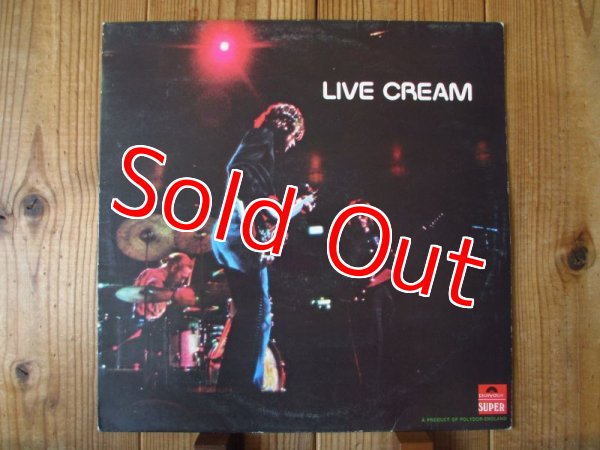 LIVE CREAM
Sold Out
polydor
SUPER
A PRODUCT OF POLYDOR-ENGLAND